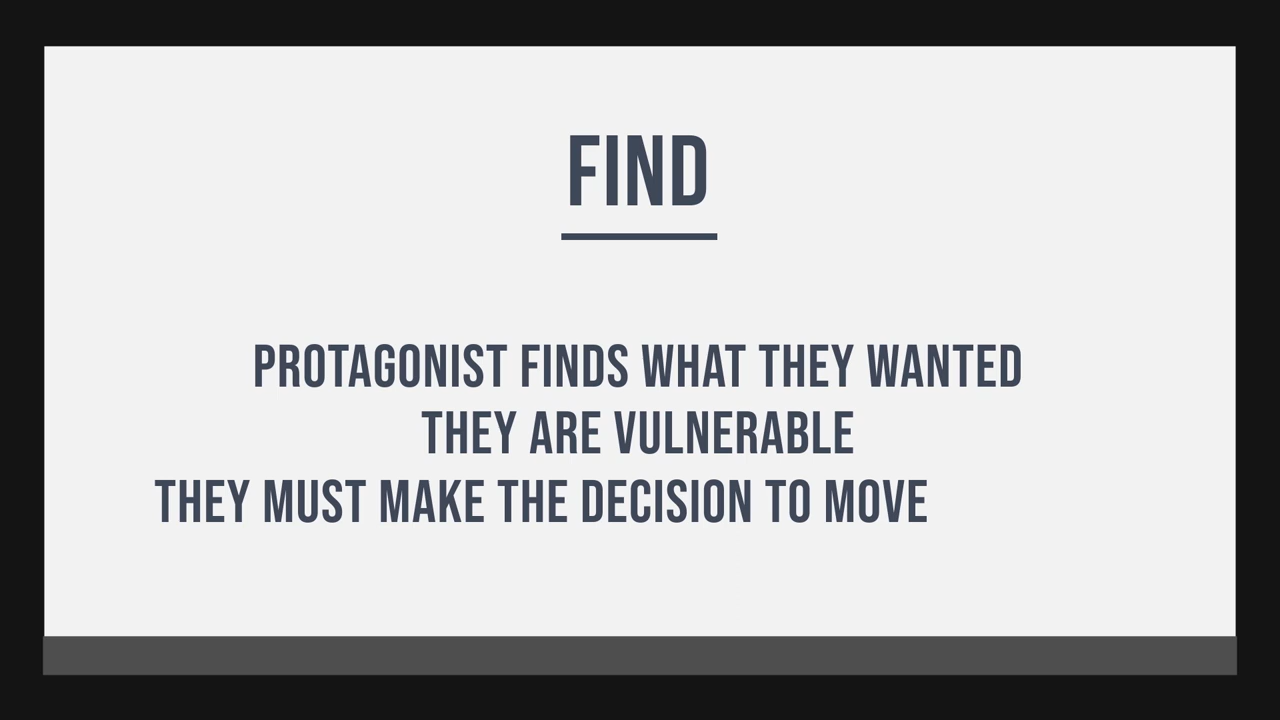 FIND
PROTAGONIST FINDS WHAT THEY WANTED
THEY ARE VULNERABLE
THEY MUST MAKE THE DECISION TO MOVE